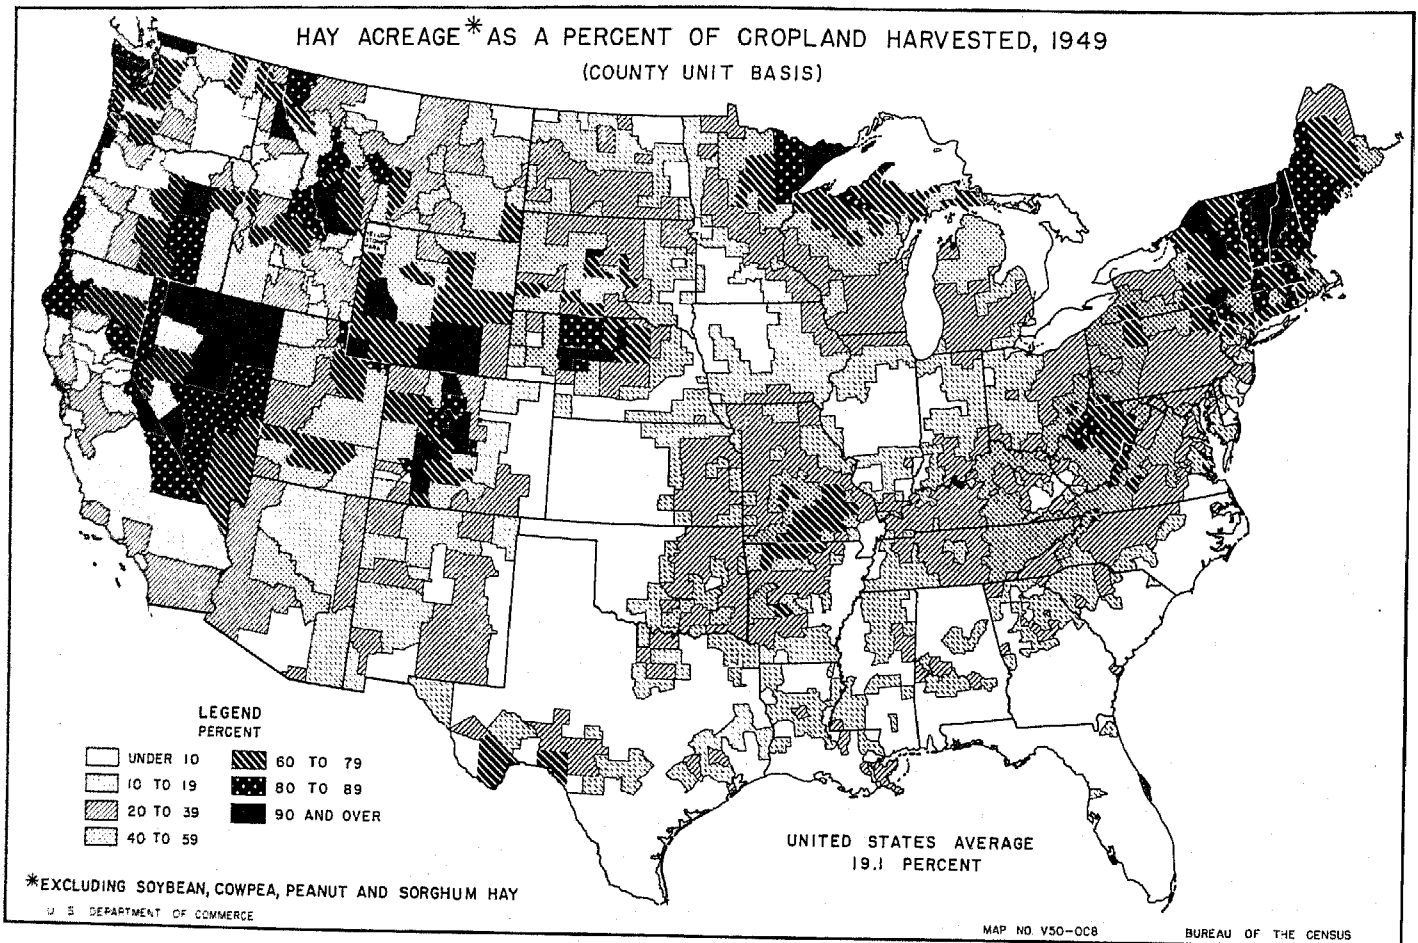 HAY ACREAGE * AS A PERCENT OF CROPLAND HARVESTED, 1949
(COUNTY UNIT BASIS)
LEGEND
PERCENT
UNDER 10
10 TO 19
20 TO 39
40 TO 59
60 TO 79
80 TO 89
90 AND OVER
UNITED STATES AVERAGE
19.1 PERCENT
*EXCLUDING SOYBEAN, COWPEA, PEANUT AND SORGHUM HAY
U S DEPARTMENT OF COMMERCE
MAP NO. V50-OC8
BUREAU OF THE CENSUS